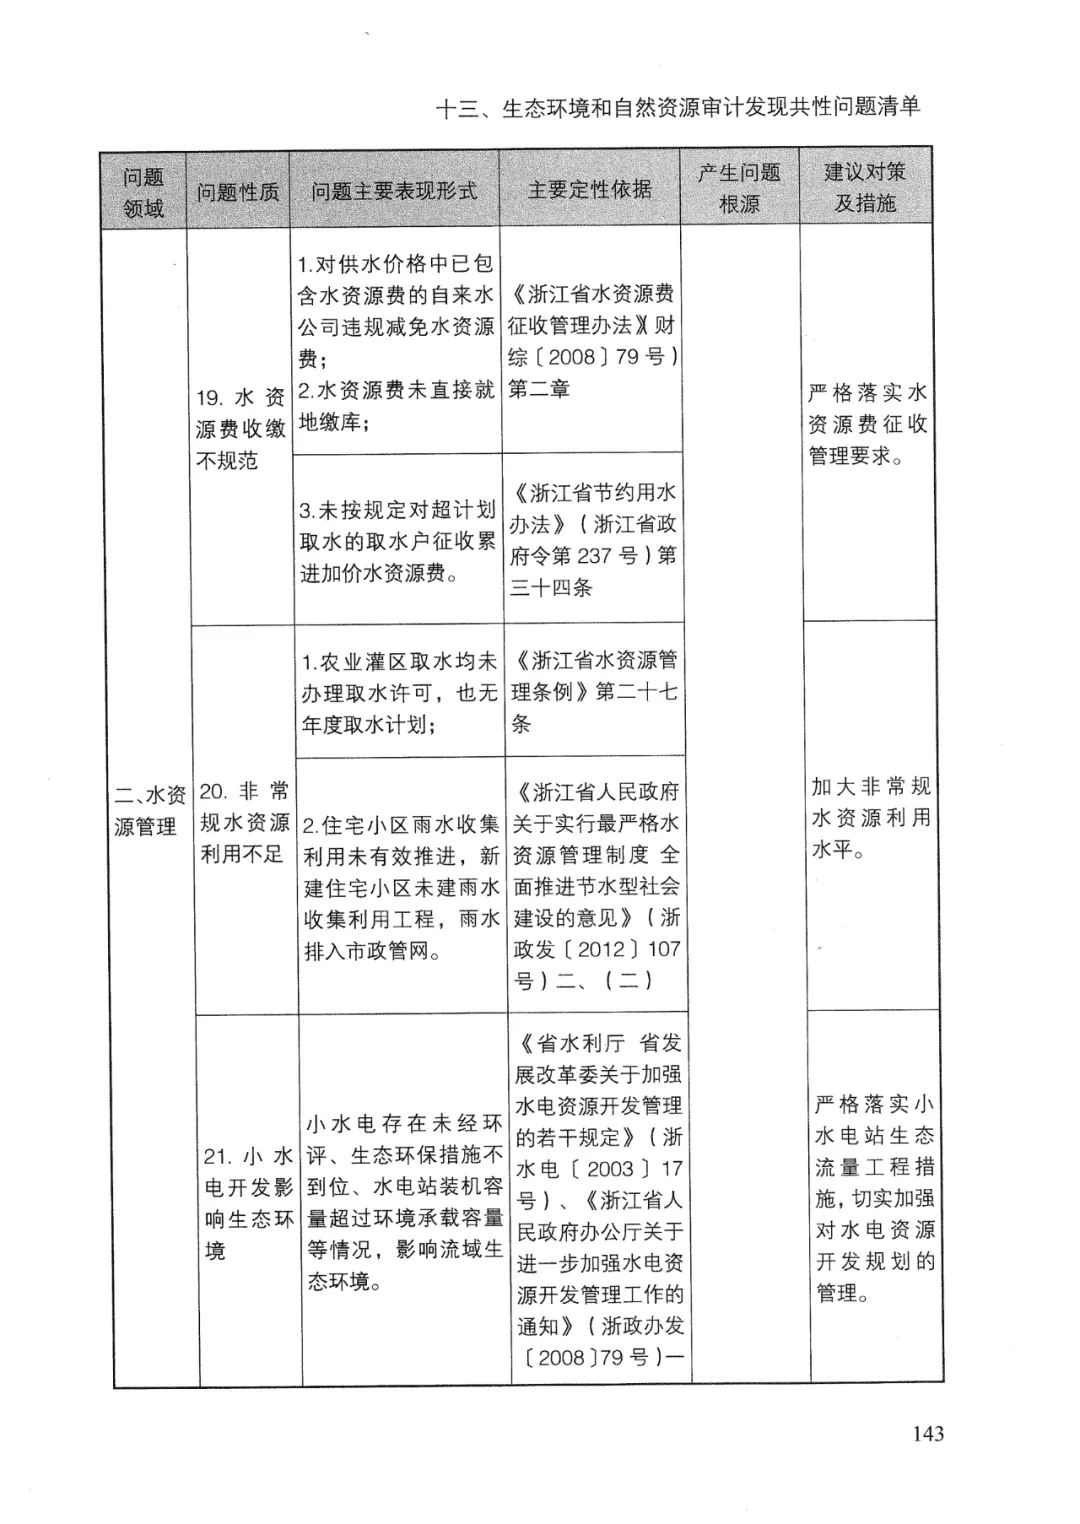 十三、生态环境和自然资源审计发现共性问题清单
问题
领域
问题性质
问题主要表现形式
主要定性依据
产生问题
根源
建议对策
及措施
二、水资
源管理
19. 水资
源费收缴
不规范
1.对供水价格中已包
含水资源费的自来水
公司违规减免水资源
费;
2.水资源费未直接就
地缴库;
《浙江省水资源费
征收管理办法》(财
综〔2008〕79号)
第二章
3.未按规定对超计划
取水的取水户征收累
进加价水资源费。
《浙江省节约用水
办法》(浙江省政
府令第237号)第
三十四条
严格落实水
资源费征收
管理要求。
20. 非常
规水资源
利用不足
1.农业灌区取水均未
办理取水许可，也无
年度取水计划;
《浙江省水资源管
理条例》第二十七
条
2.住宅小区雨水收集
利用未有效推进，新
建住宅小区未建雨水
收集利用工程，雨水
排入市政管网。
《浙江省人民政府
关于实行最严格水
资源管理制度 全
面推进节水型社会
建设的意见》(浙
政发〔2012〕107
号)二、(二)
加大非常规
水资源利用
水平。
21. 小水
电开发影
响生态环
境
小水电存在未经环
评、生态环保措施不
到位、水电站装机容
量超过环境承载容量
等情况，影响流域生
态环境。
《省水利厅 省发
展改革委关于加强
水电资源开发管理
的若干规定》(浙
水电〔2003〕17
号)、《浙江省人
民政府办公厅关于
进一步加强水电资
源开发管理工作的
通知》(浙政办发
〔2008〕79号)一
严格落实小
水电站生态
流量工程措
施，切实加强
对水电资源
开发规划的
管理。
143